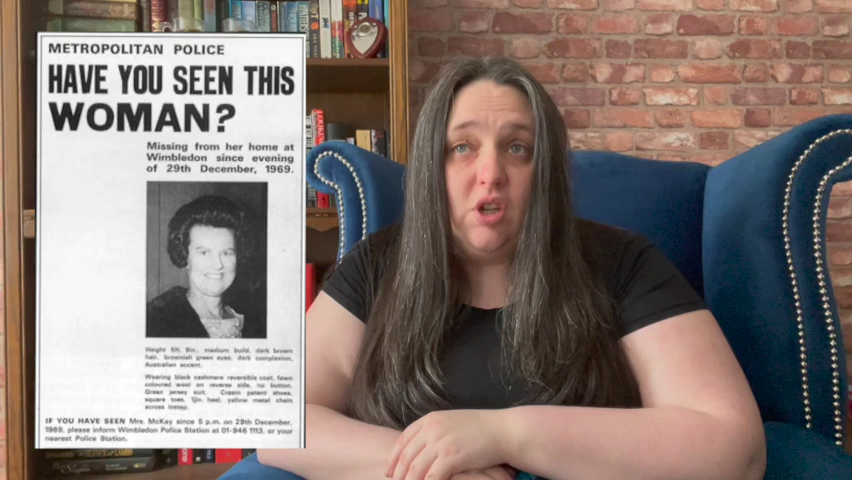 METROPOLITAN POLICE
HAVE YOU SEEN THIS
WOMAN?
Missing from her home at
Wimbledon since evening
of 29th December, 1969.
Height 5ft. 9in., medium build, dark brown
hair, brownish green eyes, dark complexion,
Australian accent.
Wearing black cashmere reversible coat, fawn
coloured wool on reverse side, no button.
Green jersey suit. Cream patent shoes,
square toes, 1¼in. heel, yellow metal chain
across instep.
IF YOU HAVE SEEN Mrs. McKay since 5 p.m. on 29th December,
1969, please inform Wimbledon Police Station at 01-946 1113, or your
nearest Police Station.